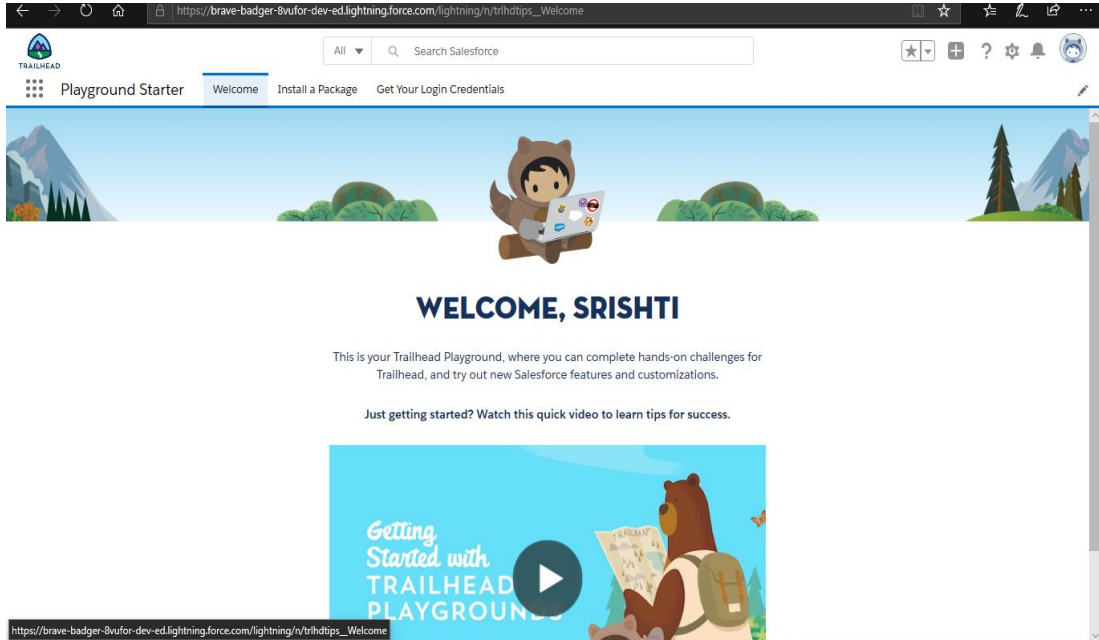 https://brave-badger-8vufor-dev-ed.lightning.force.com/lightning/n/trlhdtips__Welcome
TRAILHEAD
All
Search Salesforce
Playground Starter
Welcome
Install a Package
Get Your Login Credentials
WELCOME, SRISHTI
This is your Trailhead Playground, where you can complete hands-on challenges for
Trailhead, and try out new Salesforce features and customizations.
Just getting started? Watch this quick video to learn tips for success.
Getting
Started with
TRAILHEAD
PLAYGROUNDS
TRAILMAP
https://brave-badger-8vufor-dev-ed.lightning.force.com/lightning/n/trlhdtips__Welcome